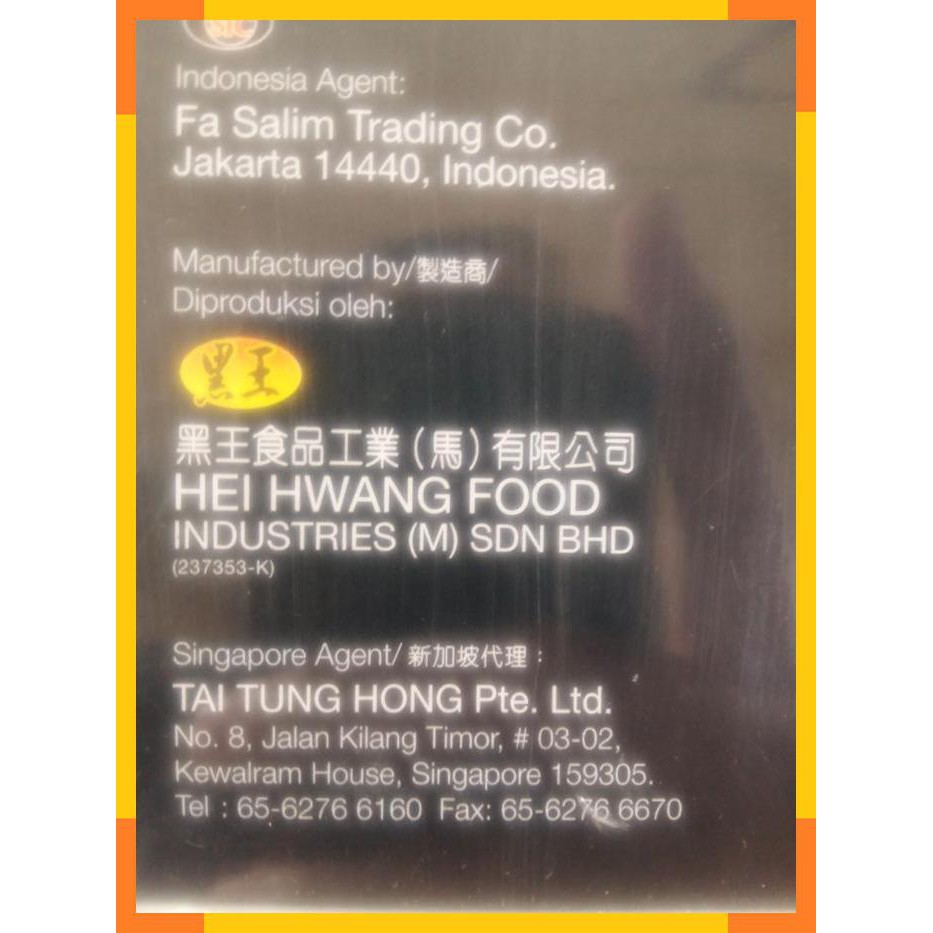 Indonesia Agent:
Fa Salim Trading Co.
Jakarta 14440, Indonesia.
Manufactured by/製造商/
Diproduksi oleh:
黑王
黑王食品工業(馬)有限公司
HEI HWANG FOOD
INDUSTRIES (M) SDN BHD
(237353-K)
Singapore Agent/ 新加坡代理：
TAI TUNG HONG Pte. Ltd.
No. 8, Jalan Kilang Timor, # 03-02,
Kewalram House, Singapore 159305.
Tel : 65-6276 6160 Fax: 65-6276 6670